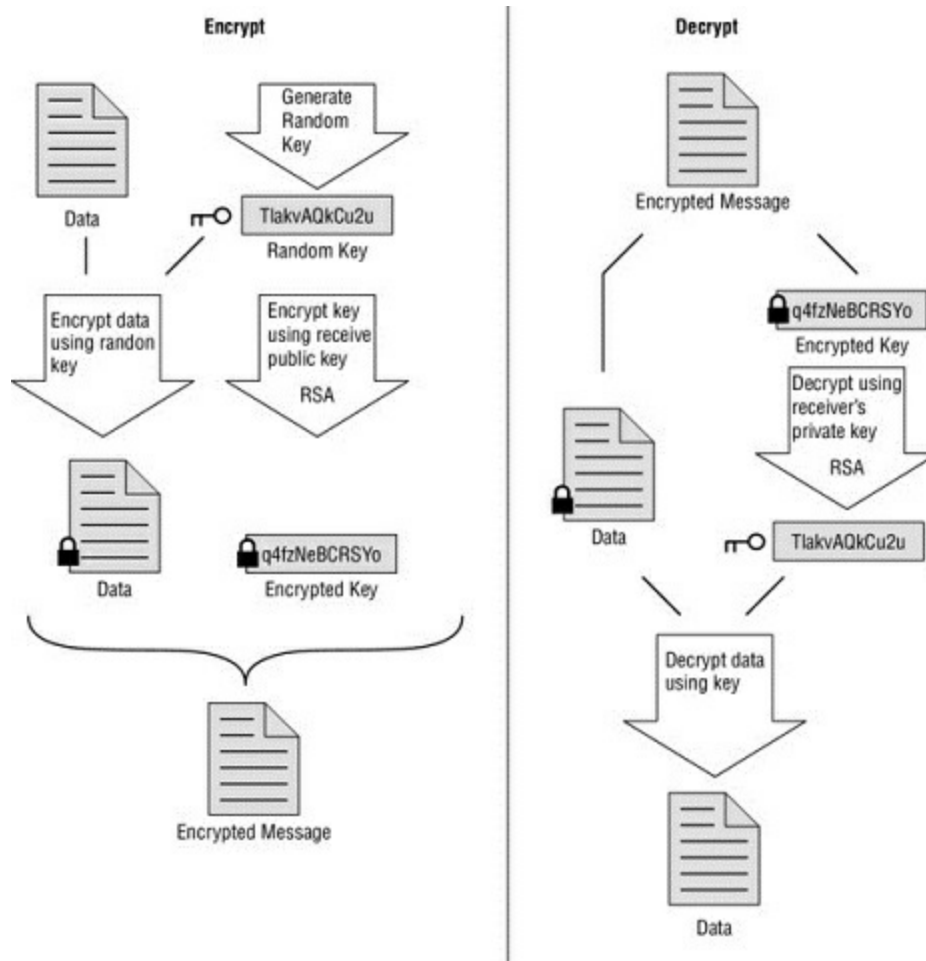 Encrypt
Generate
Random
Key
TlakvAQkCu2u
Data
Random Key
Encrypt data
using randon
key
Encrypt key
using receive
public key
RSA
q4fzNeBCRSYo
Data
Encrypted Key
Encrypted Message
Decrypt
Encrypted Message
q4fzNeBCRSYo
Encrypted Key
Decrypt using
receiver's
private key
RSA
Data
TlakvAQkCu2u
Decrypt data
using key
Data